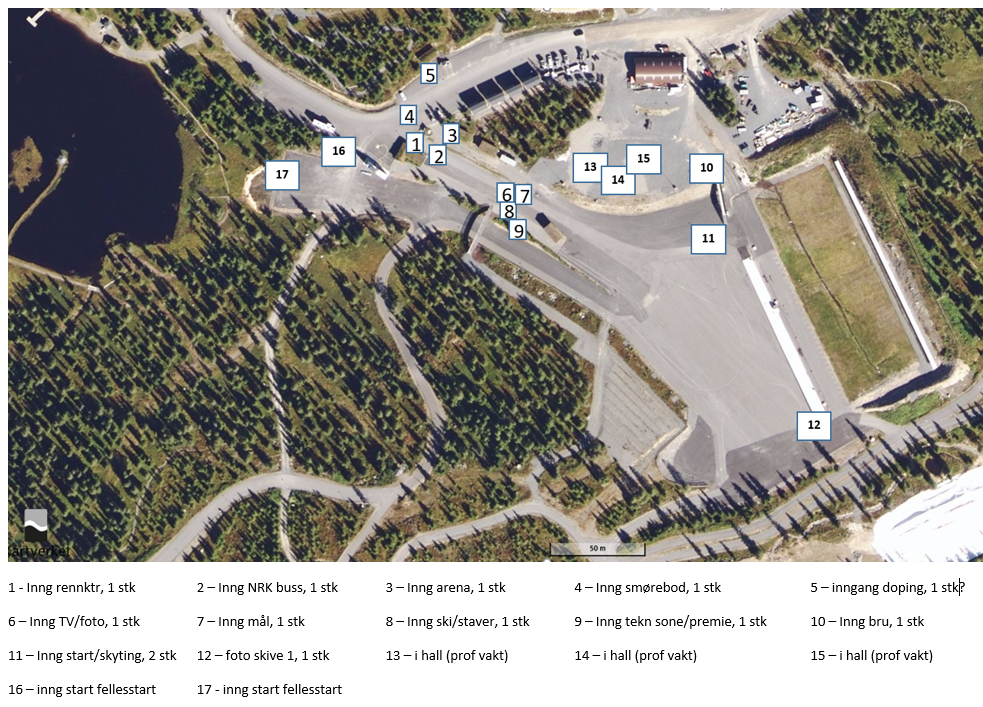 5
4
3
1
2
16
17
13
15
14
10
6
7
8
9
11
12
artverket
50 m
1 - Inng rennktr, 1 stk
2 – Inng NRK buss, 1 stk
3 – Inng arena, 1 stk
4 – Inng smørebod, 1 stk
5 – inngang doping, 1 stk?
6 – Inng TV/foto, 1 stk
7 – Inng mål, 1 stk
8 – Inng ski/staver, 1 stk
9 – Inng tekn sone/premie, 1 stk
10 – Inng bru, 1 stk
11 – Inng start/skyting, 2 stk
12 – foto skive 1, 1 stk
13 – i hall (prof vakt)
14 – i hall (prof vakt)
15 – i hall (prof vakt)
16 – inng start fellesstart
17 - inng start fellesstart